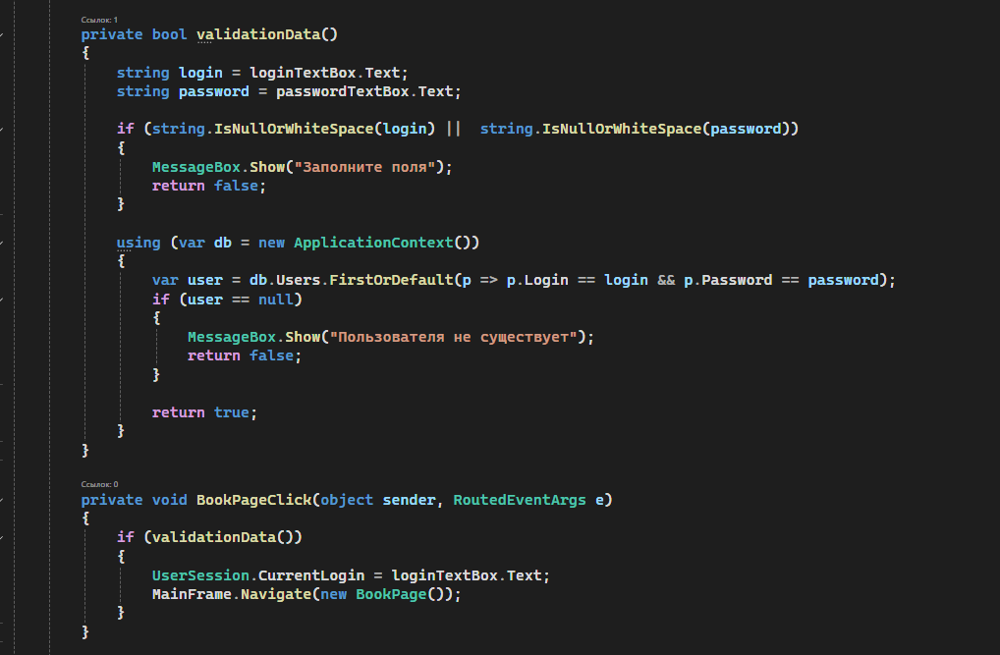 Ссылок: 1
private bool validationData()
{
string login = loginTextBox.Text;
string password = passwordTextBox.Text;
if (string.IsNullOrWhiteSpace(login) ||  string.IsNullOrWhiteSpace(password))
{
MessageBox.Show("Заполните поля");
return false;
}
using (var db = new ApplicationContext())
{
var user = db.Users.FirstOrDefault(p => p.Login == login && p.Password == password);
if (user == null)
{
MessageBox.Show("Пользователя не существует");
return false;
}
return true;
}
}
Ссылок: 0
private void BookPageClick(object sender, RoutedEventArgs e)
{
if (validationData())
{
UserSession.CurrentLogin = loginTextBox.Text;
MainFrame.Navigate(new BookPage());
}
}